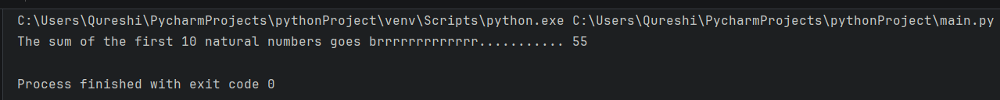 C:\Users\Qureshi\PycharmProjects\pythonProject\venv\Scripts\python.exe C:\Users\Qureshi\PycharmProjects\pythonProject\main.py
The sum of the first 10 natural numbers goes brrrrrrrrrrrrr........... 55
Process finished with exit code 0